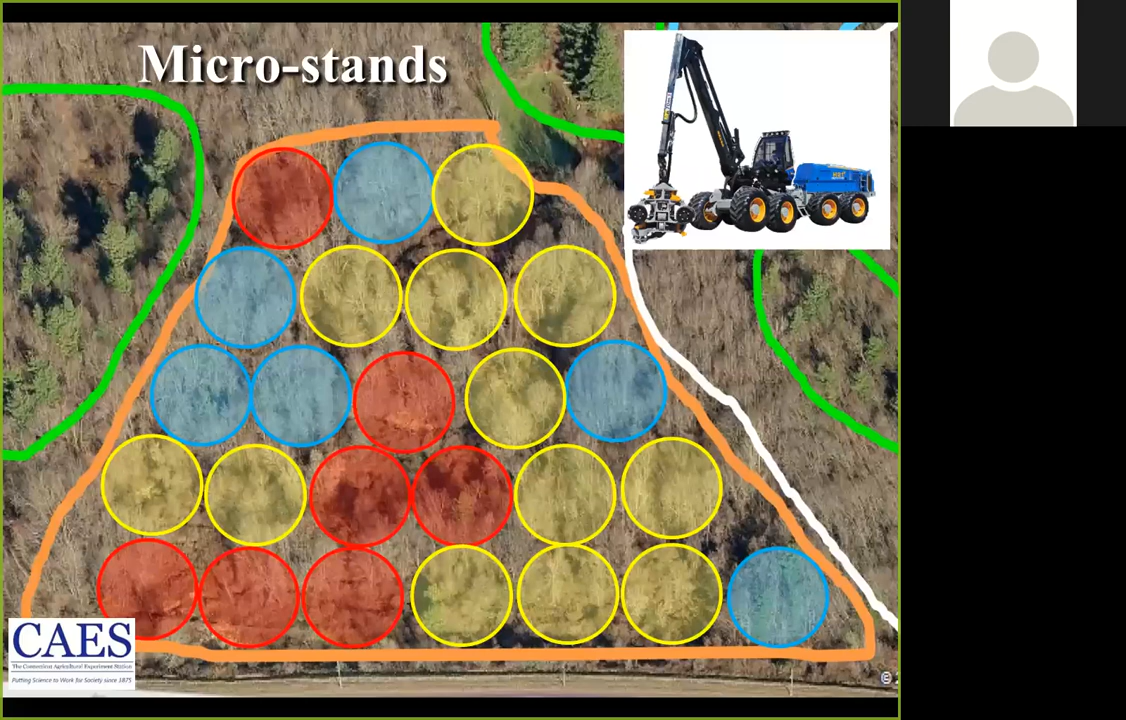 Micro-stands
CAES
The Connecticut Agricultural Experiment Station
Putting Science to Work for Society since 1875
©